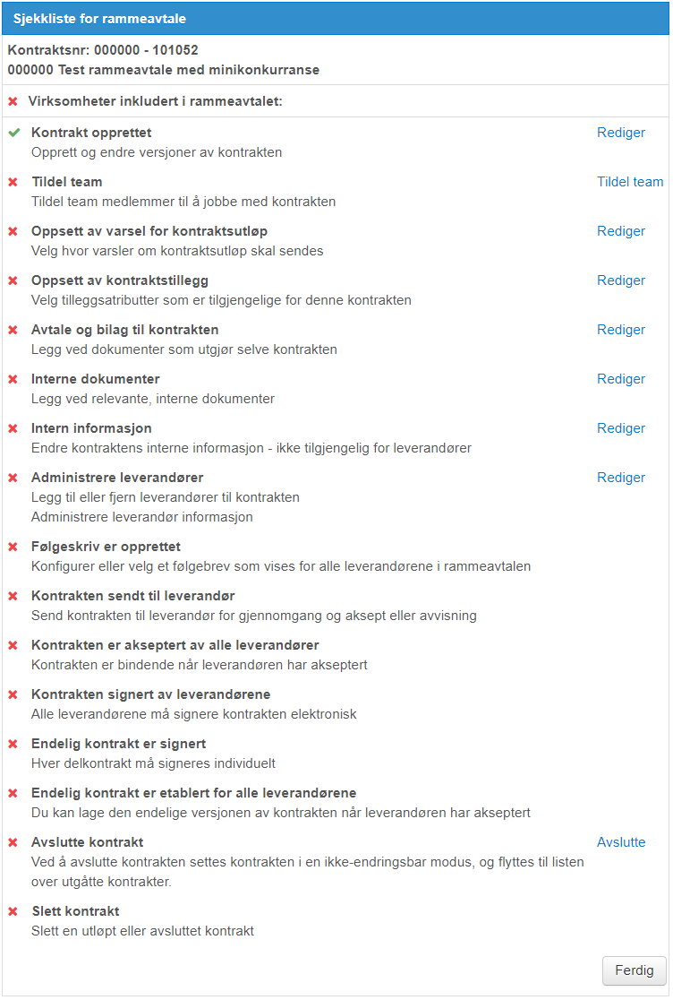 Sjekkliste for rammeavtale
Kontraktsnr: 000000 - 101052
000000 Test rammeavtale med minikonkurranse
Virksomheter inkludert i rammeavtalet:
Kontrakt opprettet Rediger
Opprett og endre versjoner av kontrakten
Tildel team Tildel team
Tildel team medlemmer til å jobbe med kontrakten
Oppsett av varsel for kontraktsutløp Rediger
Velg hvor varsler om kontraktsutløp skal sendes
Oppsett av kontraktstillegg Rediger
Velg tilleggsatributter som er tilgjengelige for denne kontrakten
Avtale og bilag til kontrakten Rediger
Legg ved dokumenter som utgjør selve kontrakten
Interne dokumenter Rediger
Legg ved relevante, interne dokumenter
Intern informasjon Rediger
Endre kontraktens interne informasjon - ikke tilgjengelig for leverandører
Administrere leverandører Rediger
Legg til eller fjern leverandører til kontrakten
Administrere leverandør informasjon
Følgeskriv er opprettet
Konfigurer eller velg et følgebrev som vises for alle leverandørene i rammeavtalen
Kontrakten sendt til leverandør
Send kontrakten til leverandør for gjennomgang og aksept eller avvisning
Kontrakten er akseptert av alle leverandører
Kontrakten er bindende når leverandøren har akseptert
Kontrakten signert av leverandørene
Alle leverandørene må signere kontrakten elektronisk
Endelig kontrakt er signert
Hver delkontrakt må signeres individuelt
Endelig kontrakt er etablert for alle leverandørene
Du kan lage den endelige versjonen av kontrakten når leverandøren har akseptert
Avslutte kontrakt Avslutte
Ved å avslutte kontrakten settes kontrakten i en ikke-endringsbar modus, og flyttes til listen
over utgåtte kontrakter.
Slett kontrakt
Slett en utløpt eller avsluttet kontrakt
Ferdig